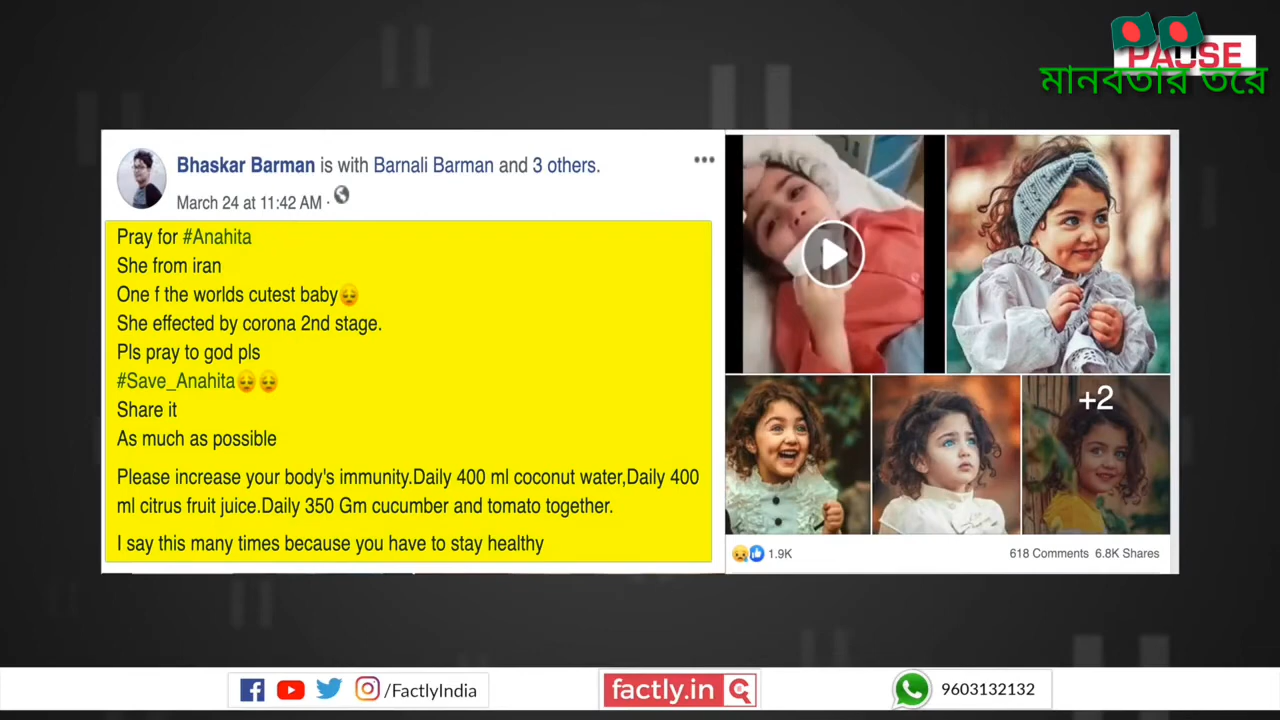 PAUSE
মানবতার তরে
Bhaskar Barman is with Barnali Barman and 3 others.
March 24 at 11:42 AM ·
Pray for #Anahita
She from iran
One f the worlds cutest baby😔
She effected by corona 2nd stage.
Pls pray to god pls
#Save_Anahita😔😔
Share it
As much as possible
Please increase your body's immunity.Daily 400 ml coconut water,Daily 400
ml citrus fruit juice.Daily 350 Gm cucumber and tomato together.
I say this many times because you have to stay healthy
+2
1.9K
618 Comments 6.8K Shares
/FactlyIndia
factly.in
9603132132